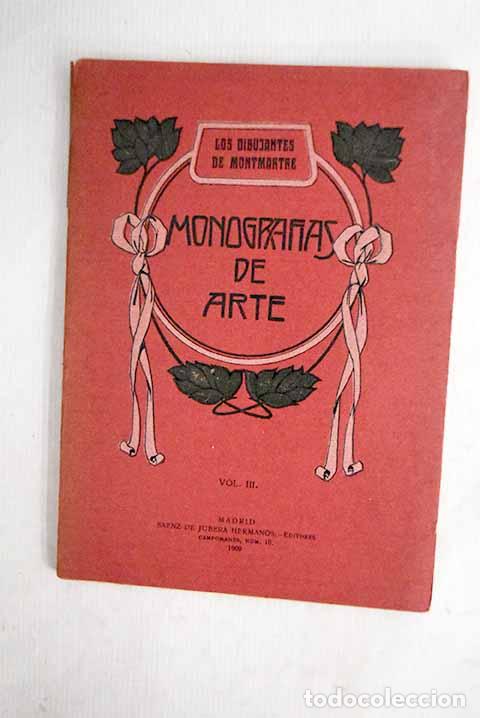 LOS DIBUJANTES
DE MONTMARTRE
MONOGRAFIAS
DE
ARTE
VOL. III.
MADRID
SAENZ DE JUBERA HERMANOS,—EDITORES
CAMPOMANES, NÚM. 10.
1909
todocoleccion